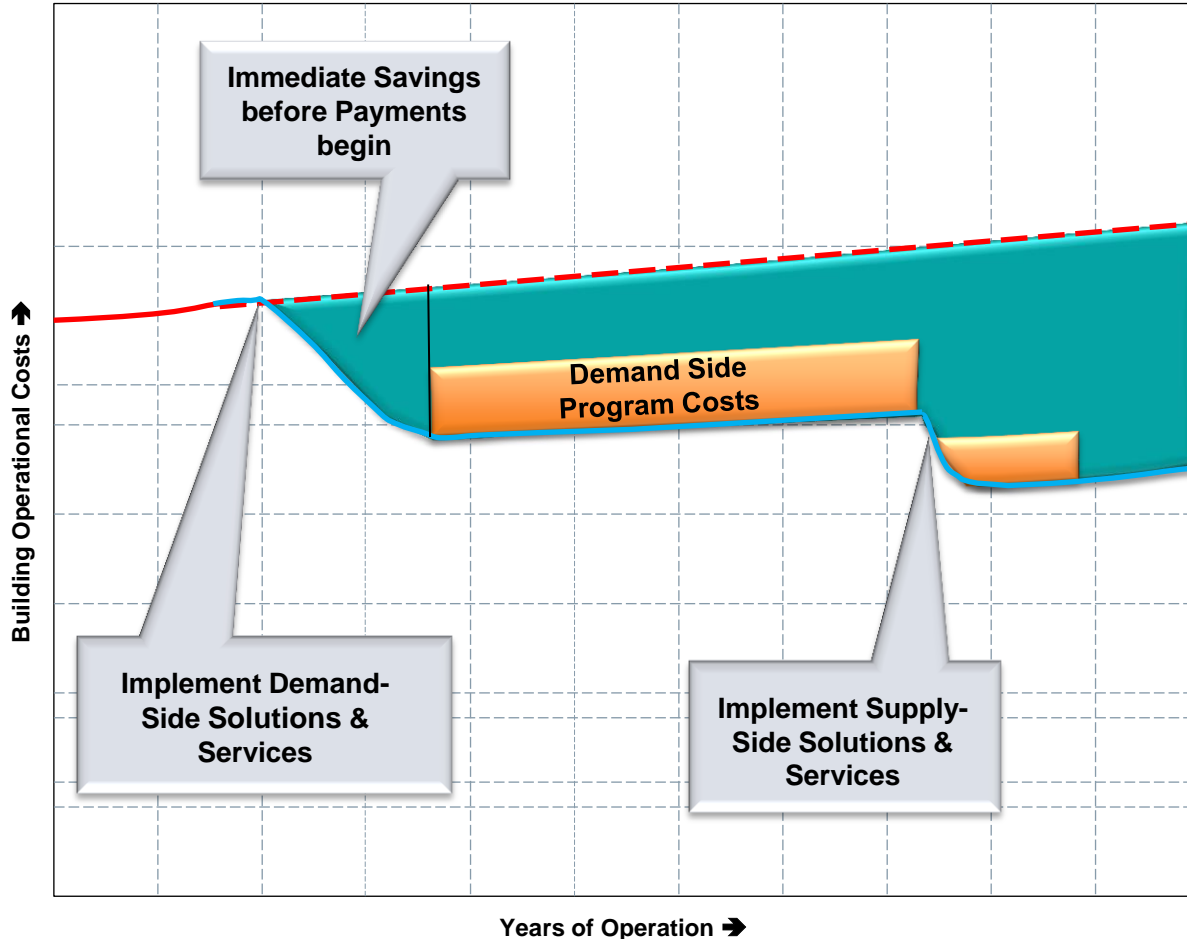 Immediate Savings
before Payments
begin
Demand Side
Program Costs
Building Operational Costs ➔
Implement Demand-
Side Solutions &
Services
Implement Supply-
Side Solutions &
Services
Years of Operation ➔